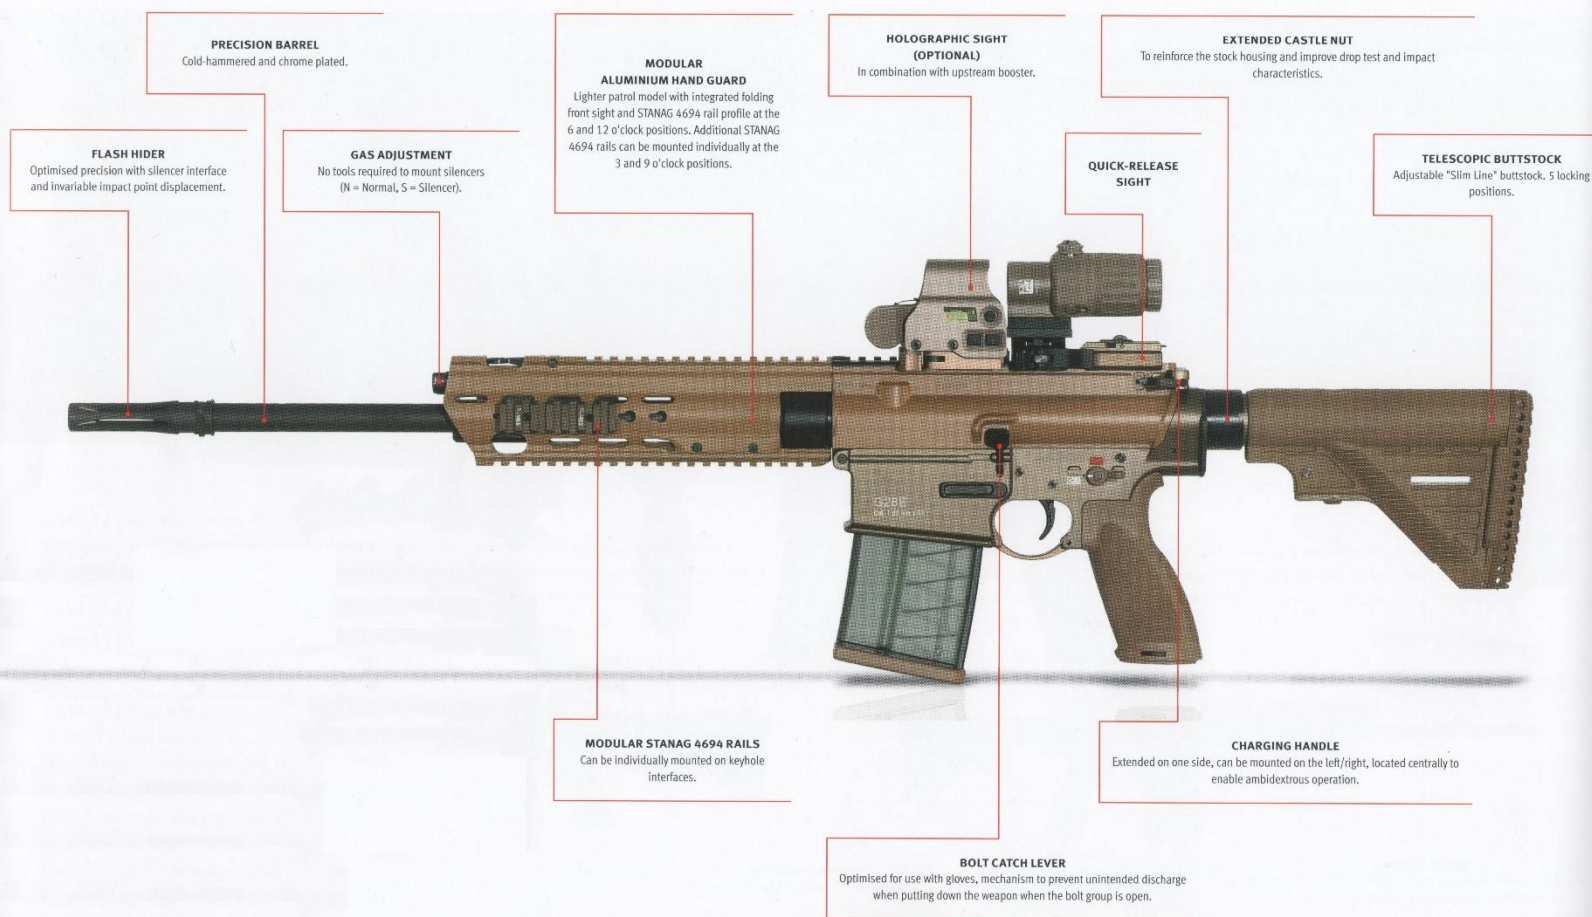 PRECISION BARREL
Cold-hammered and chrome plated.
FLASH HIDER
Optimised precision with silencer interface
and invariable impact point displacement.
GAS ADJUSTMENT
No tools required to mount silencers
(N = Normal, S = Silencer).
MODULAR
ALUMINIUM HAND GUARD
Lighter patrol model with integrated folding
front sight and STANAG 4694 rail profile at the
6 and 12 o'clock positions. Additional STANAG
4694 rails can be mounted individually at the
3 and 9 o'clock positions.
HOLOGRAPHIC SIGHT
(OPTIONAL)
In combination with upstream booster.
EXTENDED CASTLE NUT
To reinforce the stock housing and improve drop test and impact
characteristics.
QUICK-RELEASE
SIGHT
TELESCOPIC BUTTSTOCK
Adjustable "Slim Line" buttstock. 5 locking
positions.
G28E
MODULAR STANAG 4694 RAILS
Can be individually mounted on keyhole
interfaces.
CHARGING HANDLE
Extended on one side, can be mounted on the left/right, located centrally to
enable ambidextrous operation.
BOLT CATCH LEVER
Optimised for use with gloves, mechanism to prevent unintended discharge
when putting down the weapon when the bolt group is open.